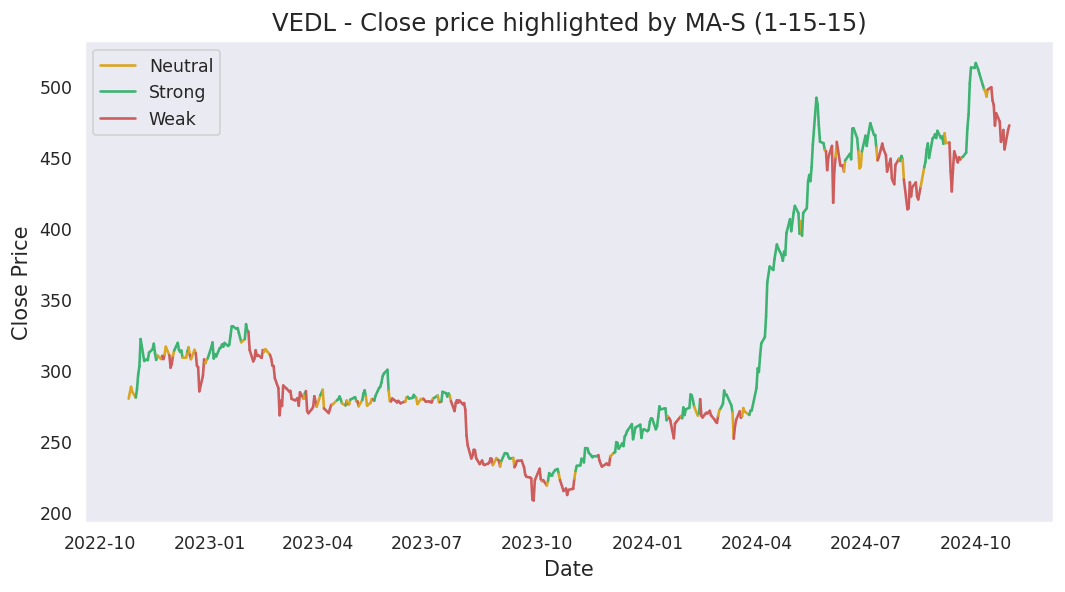 VEDL - Close price highlighted by MA-S (1-15-15)
Neutral
Strong
Weak
Close Price
500
450
400
350
300
250
200
2022-10 2023-01 2023-04 2023-07 2023-10 2024-01 2024-04 2024-07 2024-10
Date